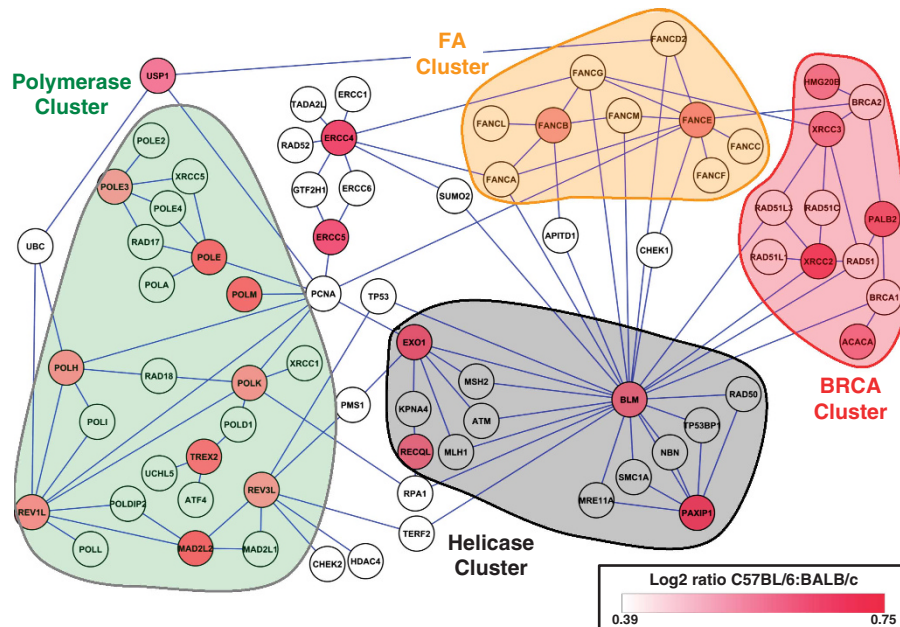 FA
Cluster
Polymerase
Cluster
USP1
FANCD2
FANCG
TADA2L
ERCC1
HMG20B
BRCA2
FANCL
FANCB
FANCM
FANCE
XRCC3
ERCC4
RAD52
FANCC
FANCF
FANCA
POLE2
XRCC5
POLE3
POLE4
GTF2H1
ERCC6
SUMO2
RAD51L3
RAD51C
PALB2
UBC
RAD17
POLE
ERCC5
APITD1
CHEK1
RAD51L
XRCC2
RAD51
POLA
POLM
PCNA
TP53
BRCA1
EXO1
ACACA
POLH
RAD18
POLK
XRCC1
MSH2
BRCA
Cluster
PMS1
KPNA4
ATM
BLM
RAD50
TP53BP1
POLI
POLD1
TREX2
UCHL5
ATF4
RECQL
MLH1
NBN
SMC1A
REV1L
POLDIP2
REV3L
RPA1
MRE11A
PAXIP1
POLL
MAD2L2
MAD2L1
TERF2
CHEK2
HDAC4
Helicase
Cluster
Log2 ratio C57BL/6:BALB/c
0.39
0.75